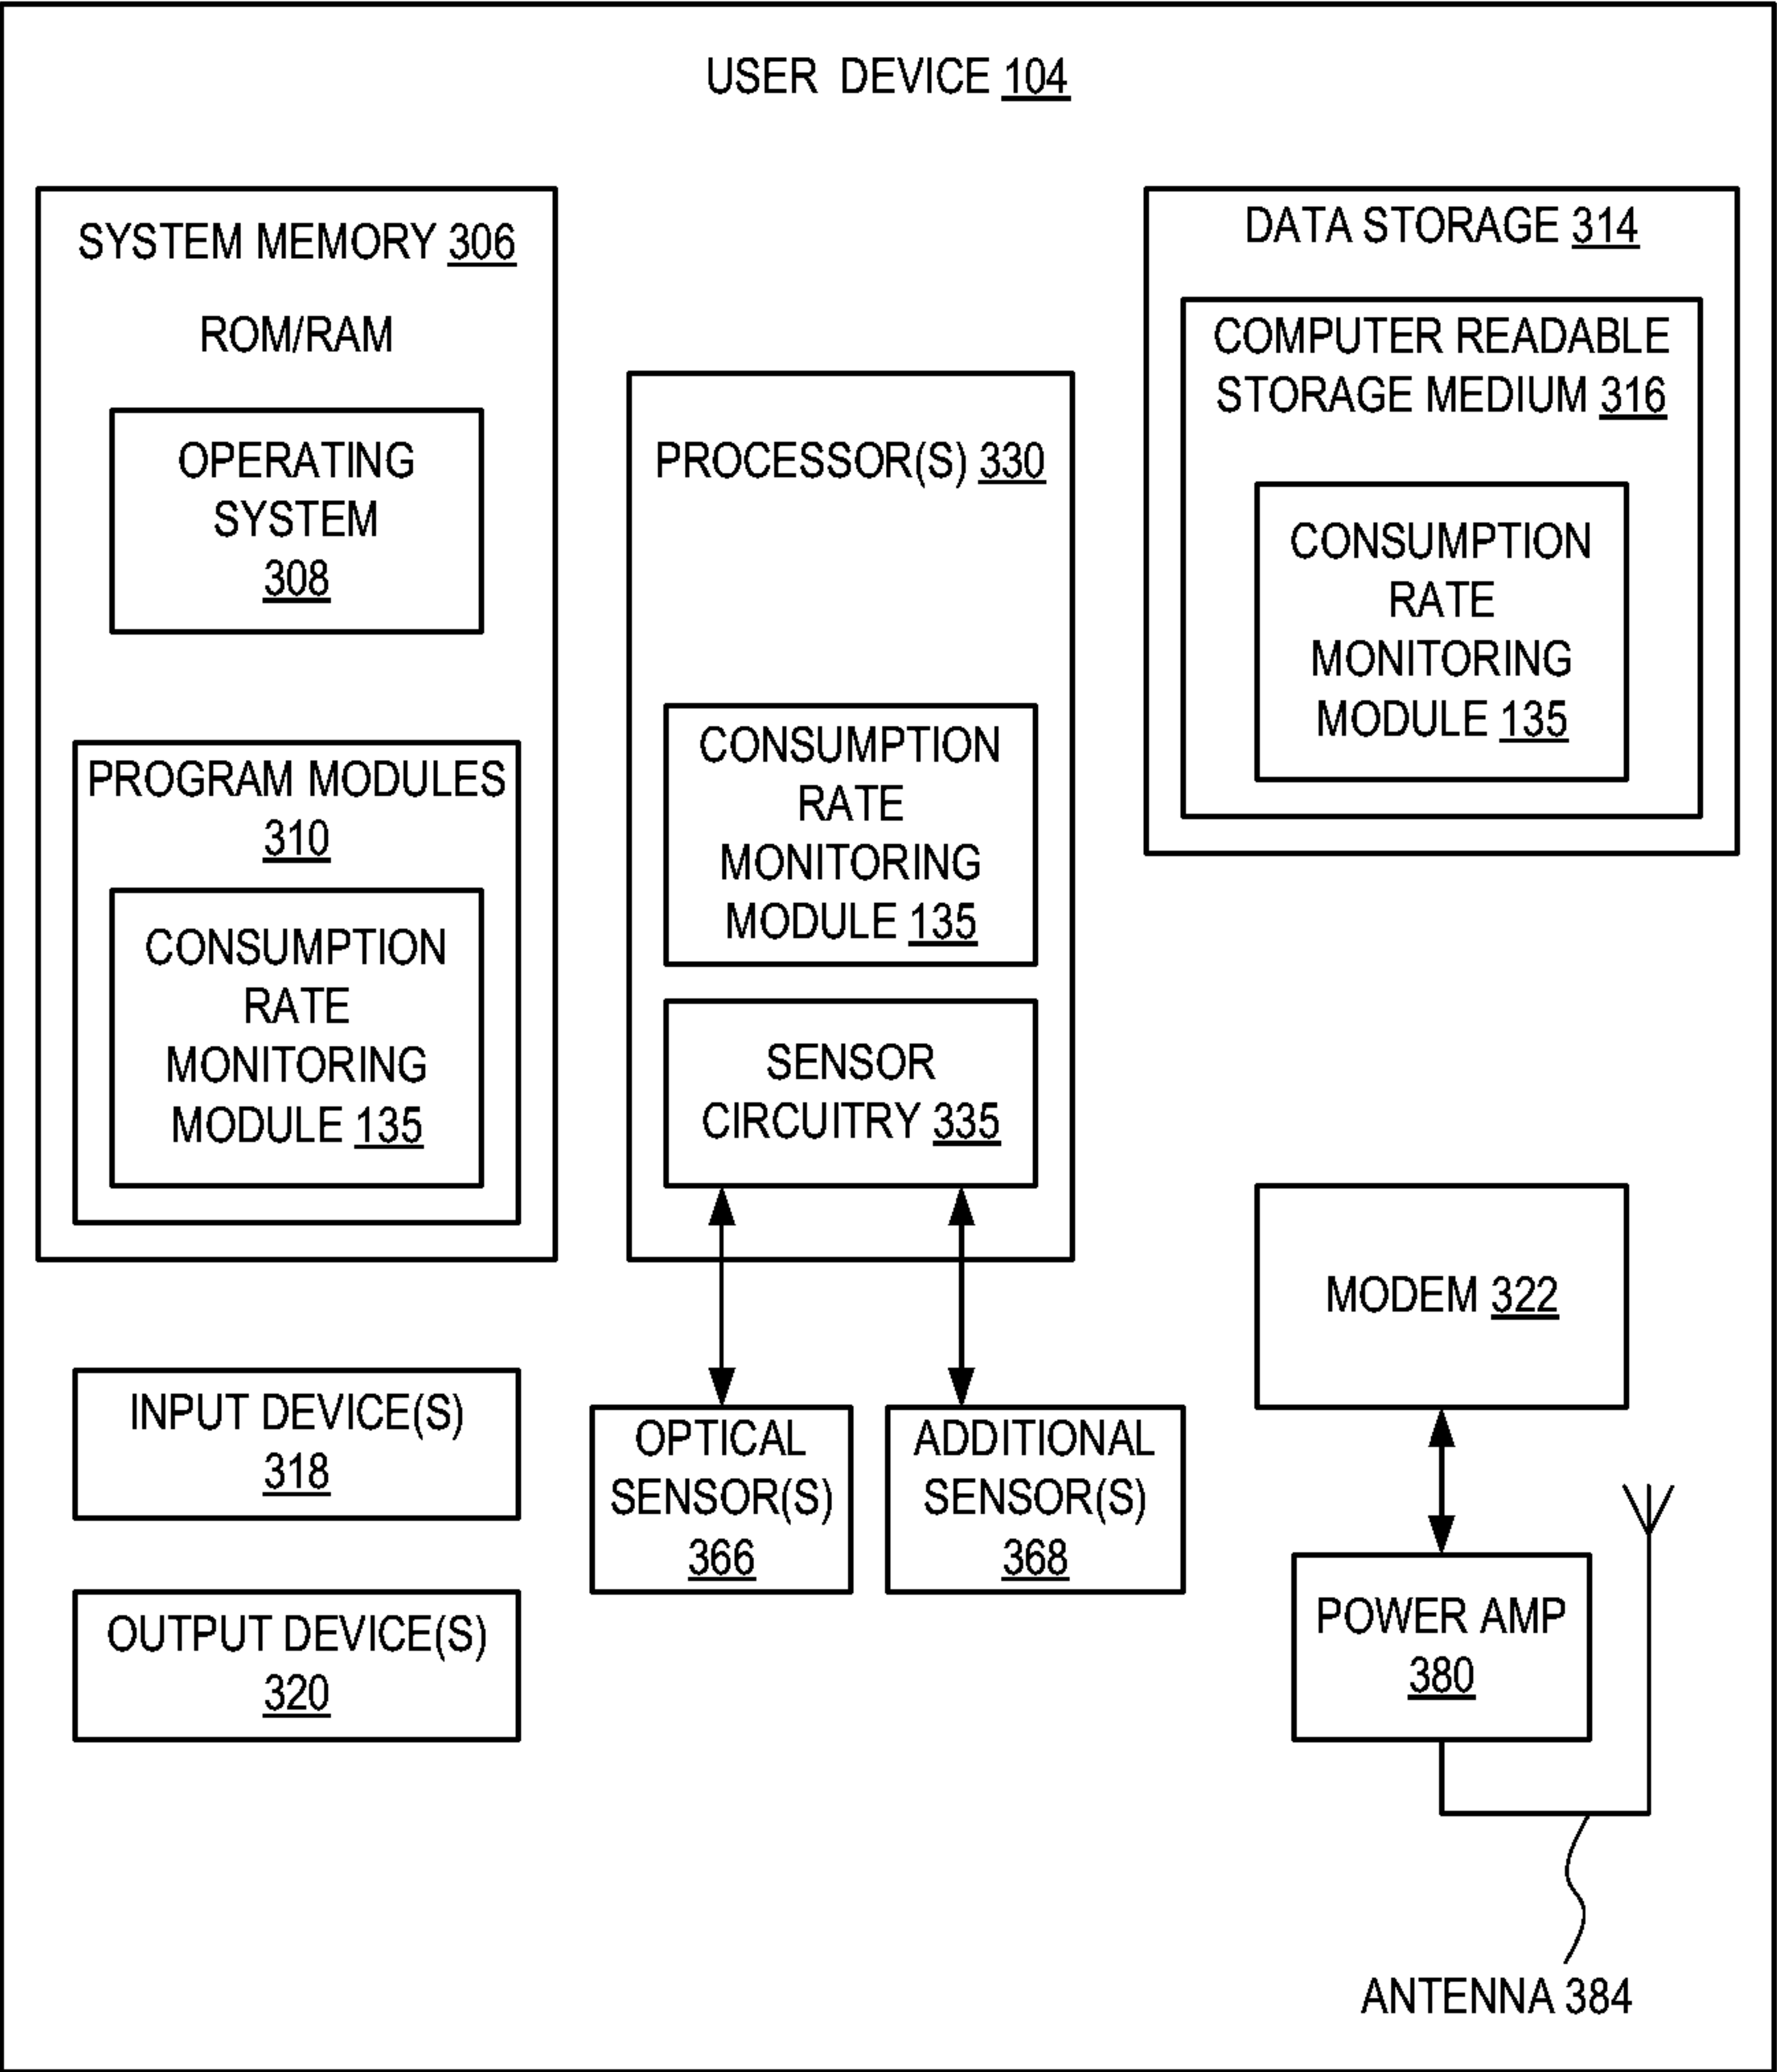 USER DEVICE 104
SYSTEM MEMORY 306
ROM/RAM
OPERATING
SYSTEM
308
PROGRAM MODULES
310
CONSUMPTION
RATE
MONITORING
MODULE 135
PROCESSOR(S) 330
CONSUMPTION
RATE
MONITORING
MODULE 135
SENSOR
CIRCUITRY 335
DATA STORAGE 314
COMPUTER READABLE
STORAGE MEDIUM 316
CONSUMPTION
RATE
MONITORING
MODULE 135
INPUT DEVICE(S)
318
OUTPUT DEVICE(S)
320
OPTICAL
SENSOR(S)
366
ADDITIONAL
SENSOR(S)
368
MODEM 322
POWER AMP
380
ANTENNA 384